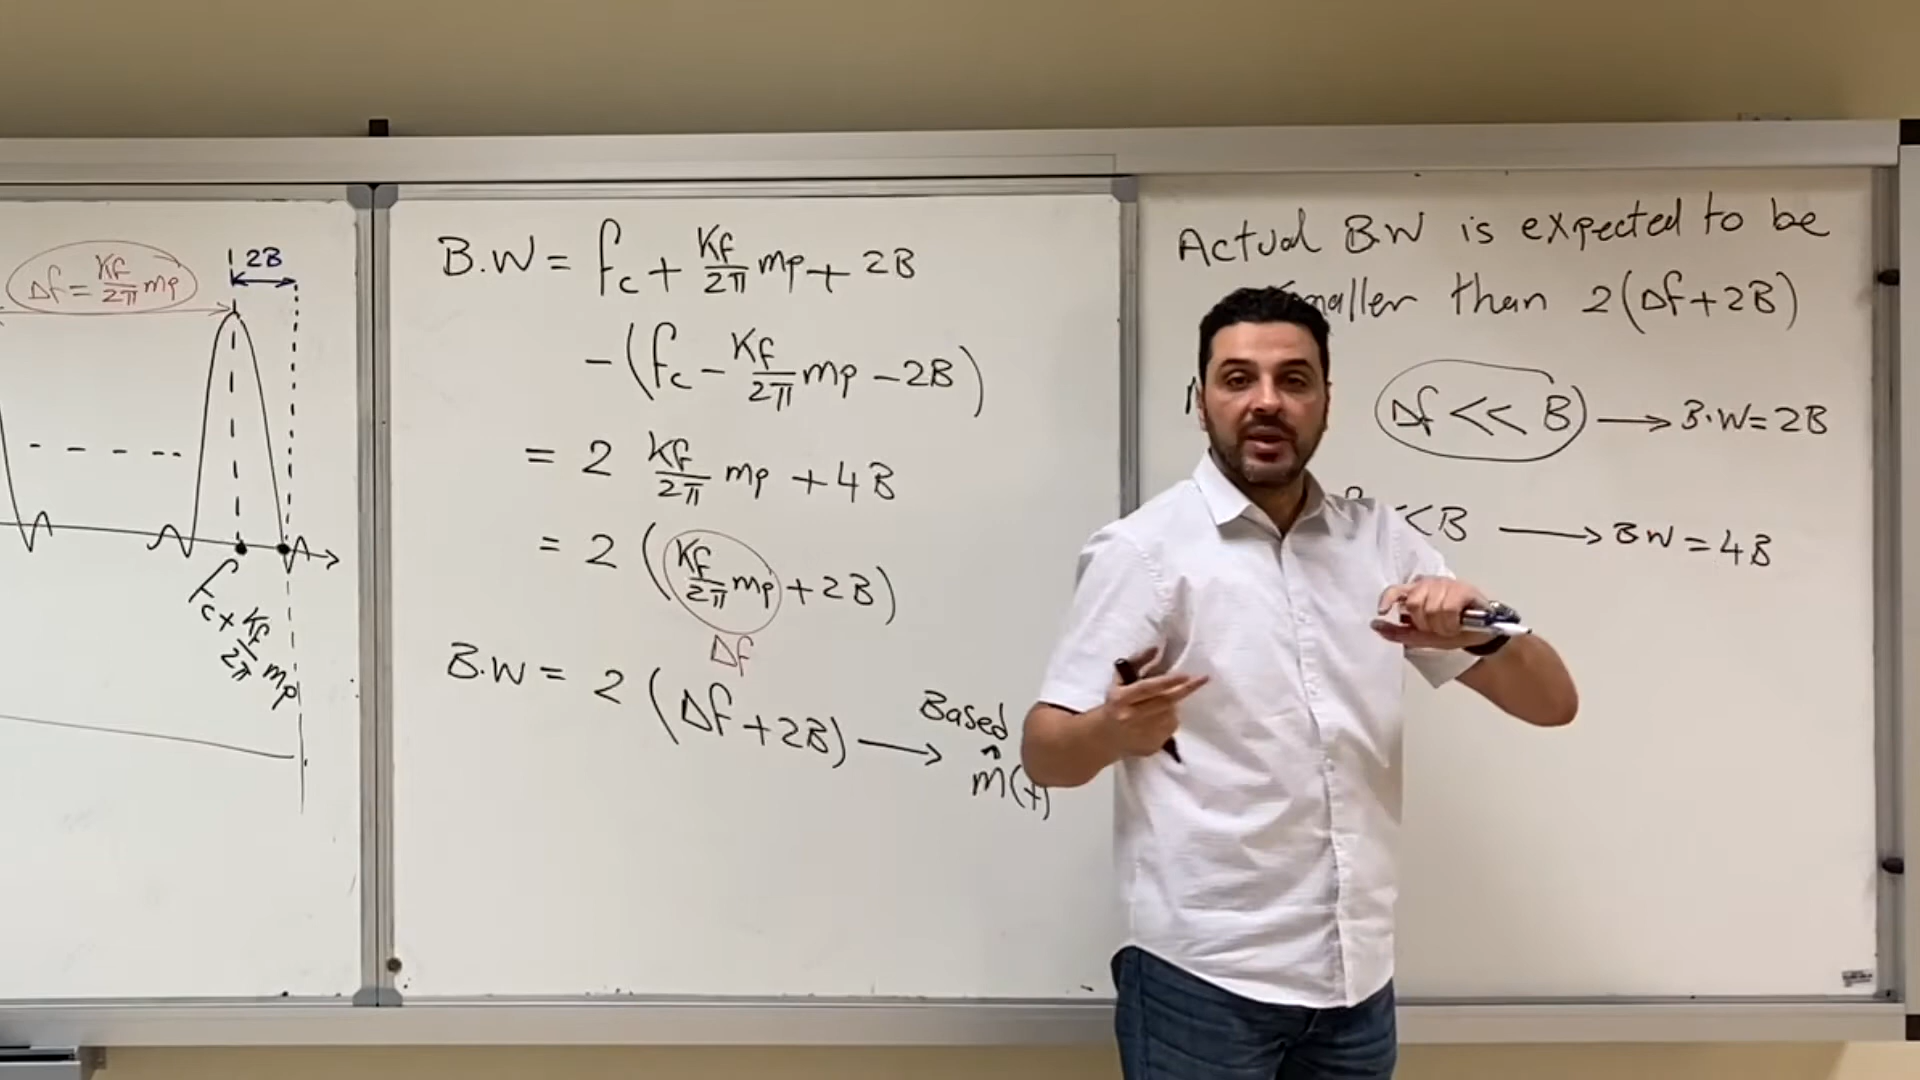 Δf = Kf/2π mp
2B
fc + Kf/2π mp
B.W = fc + Kf/2π mp + 2B
- (fc - Kf/2π mp - 2B)
= 2 Kf/2π mp + 4B
= 2 (Kf/2π mp + 2B)
Δf
B.W = 2 (Δf + 2B) →
Based
m̂(t)
Actual B.W is expected to be
smaller than 2(Δf + 2B)
Δf << B → B.W = 2B
<< B → BW = 4B